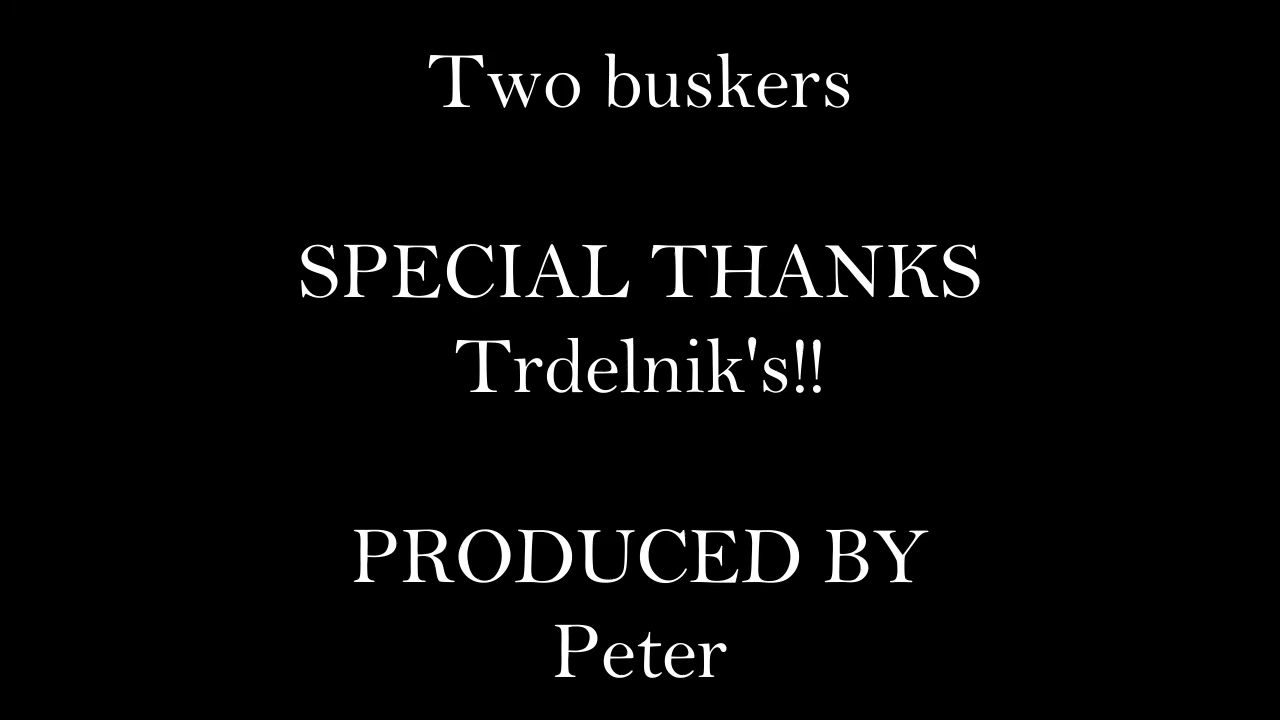 Two buskers
SPECIAL THANKS
Trdelnik's!!
PRODUCED BY
Peter